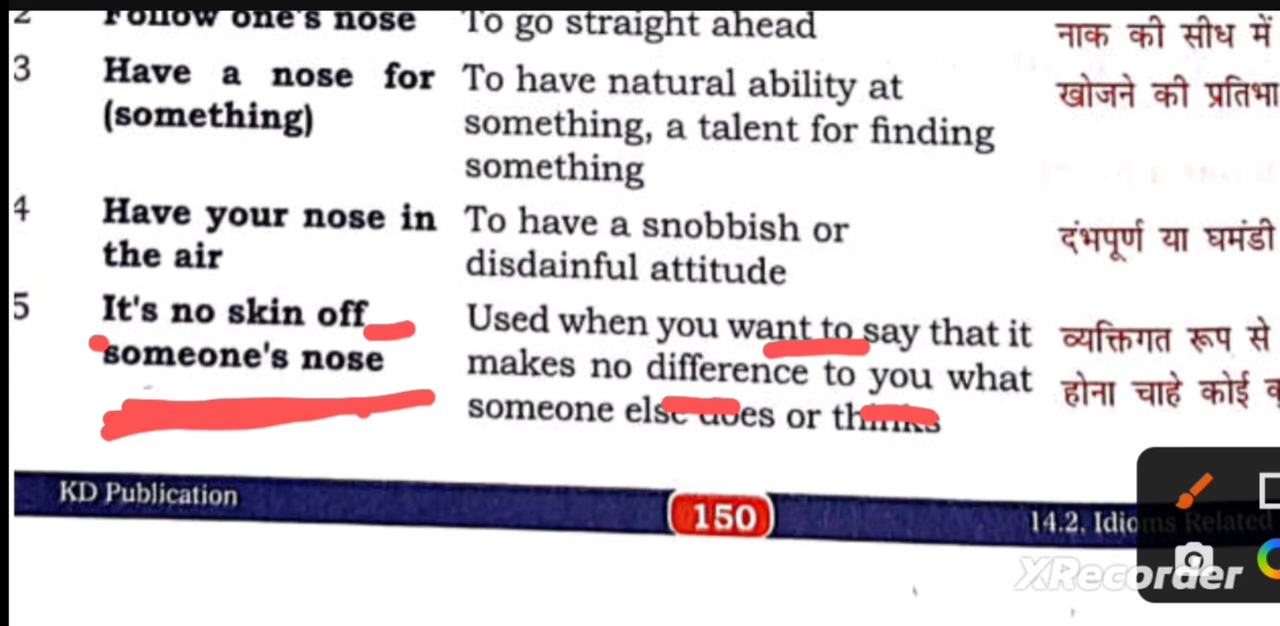 2 Follow one's nose To go straight ahead नाक की सीध में
3 Have a nose for To have natural ability at खोजने की प्रतिभा
(something) something, a talent for finding
something
4 Have your nose in To have a snobbish or दंभपूर्ण या घमंडी
the air disdainful attitude
5 It's no skin off Used when you want to say that it व्यक्तिगत रूप से
someone's nose makes no difference to you what होना चाहे कोई
someone else does or thinks
KD Publication 150 14.2. Idioms Related
XRecorder